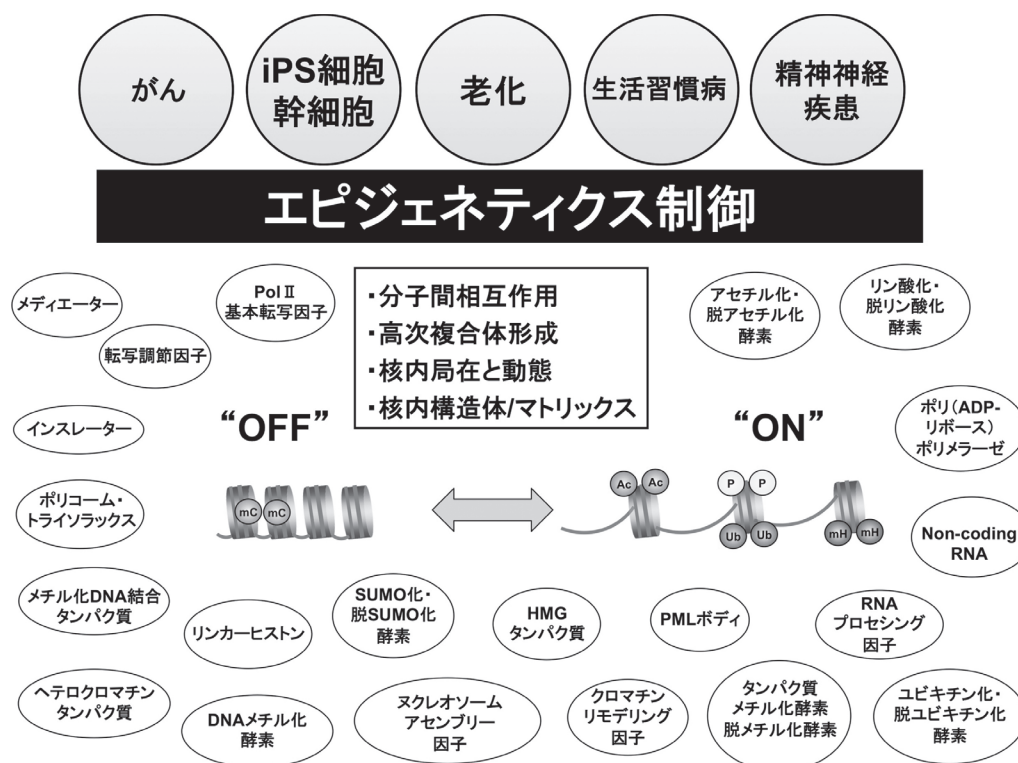 がん
iPS細胞
幹細胞
老化
生活習慣病
精神神経
疾患
エピジェネティクス制御
メディエーター
PolⅡ
基本転写因子
転写調節因子
・分子間相互作用
・高次複合体形成
・核内局在と動態
・核内構造体/マトリックス
アセチル化・
脱アセチル化
酵素
リン酸化・
脱リン酸化
酵素
インスレーター
“OFF”
“ON”
ポリ(ADP-
リボース)
ポリメラーゼ
ポリコーム・
トライソラックス
mC
mC
Ac
Ac
P
P
Ub
Ub
mH
mH
Non-coding
RNA
メチル化DNA結合
タンパク質
リンカーヒストン
SUMO化・
脱SUMO化
酵素
HMG
タンパク質
PMLボディ
RNA
プロセシング
因子
ヘテロクロマチン
タンパク質
DNAメチル化
酵素
ヌクレオソーム
アセンブリー
因子
クロマチン
リモデリング
因子
タンパク質
メチル化酵素
脱メチル化酵素
ユビキチン化・
脱ユビキチン化
酵素